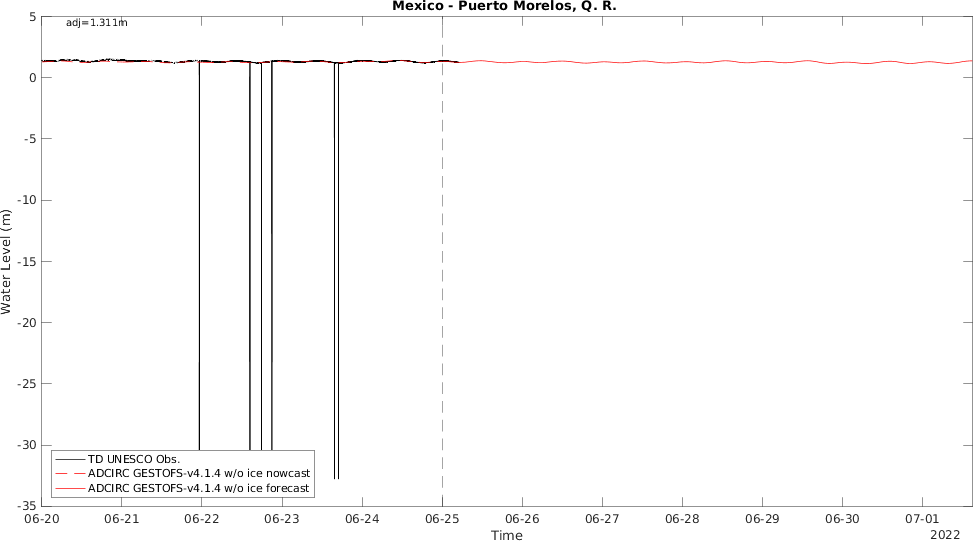 Mexico - Puerto Morelos, Q. R.
adj=1.311m
5
0
-5
-10
-15
-20
-25
-30
-35
Water Level (m)
TD UNESCO Obs.
ADCIRC GESTOFS-v4.1.4 w/o ice nowcast
ADCIRC GESTOFS-v4.1.4 w/o ice forecast
06-20 06-21 06-22 06-23 06-24 06-25 06-26 06-27 06-28 06-29 06-30 07-01
2022
Time